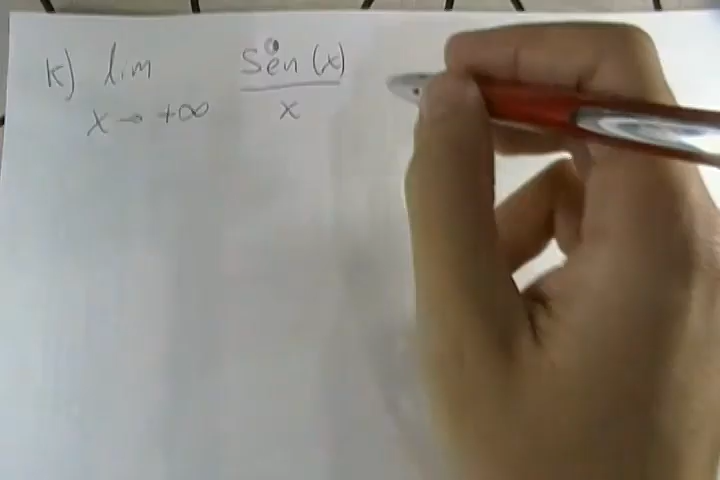 K) lim Sen (x)
x → +∞ x